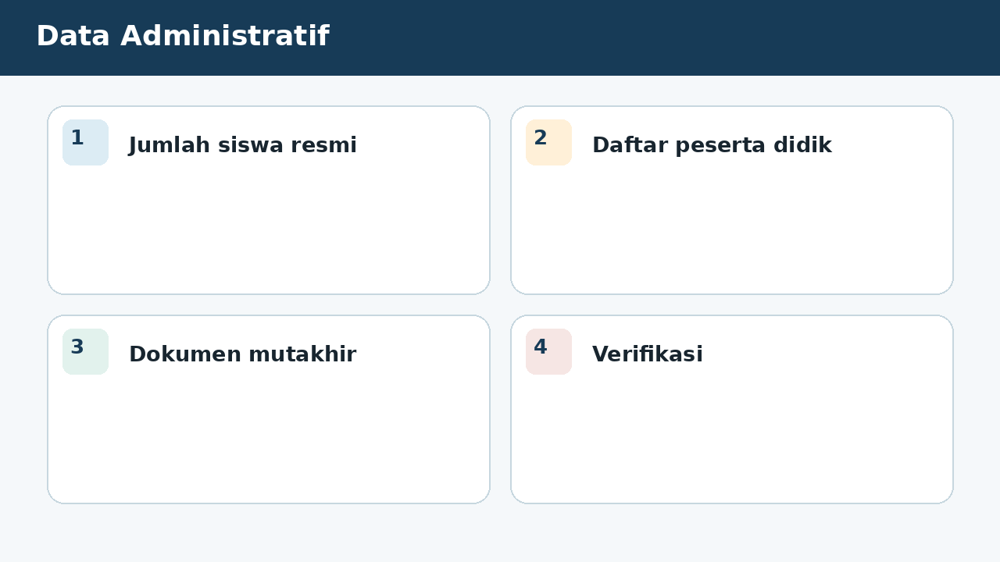 Data Administratif
1
Jumlah siswa resmi
2
Daftar peserta didik
3
Dokumen mutakhir
4
Verifikasi